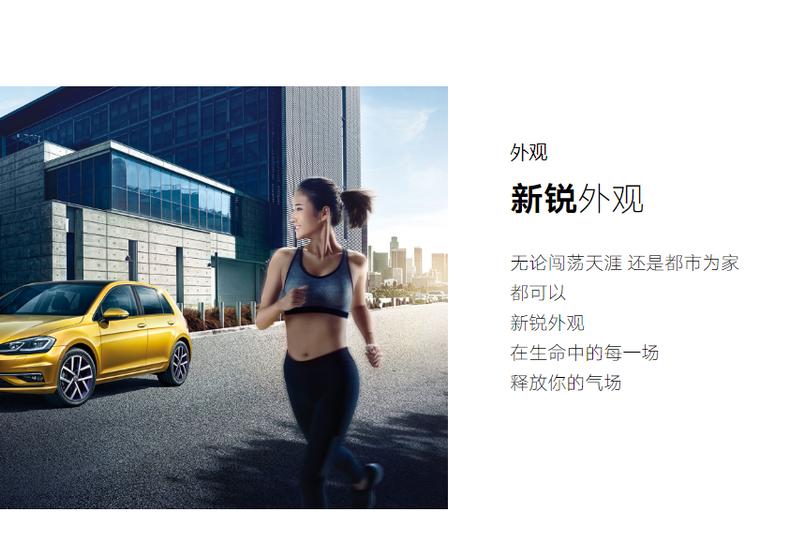 外观
新锐外观
无论闯荡天涯 还是都市为家
都可以
新锐外观
在生命中的每一场
释放你的气场